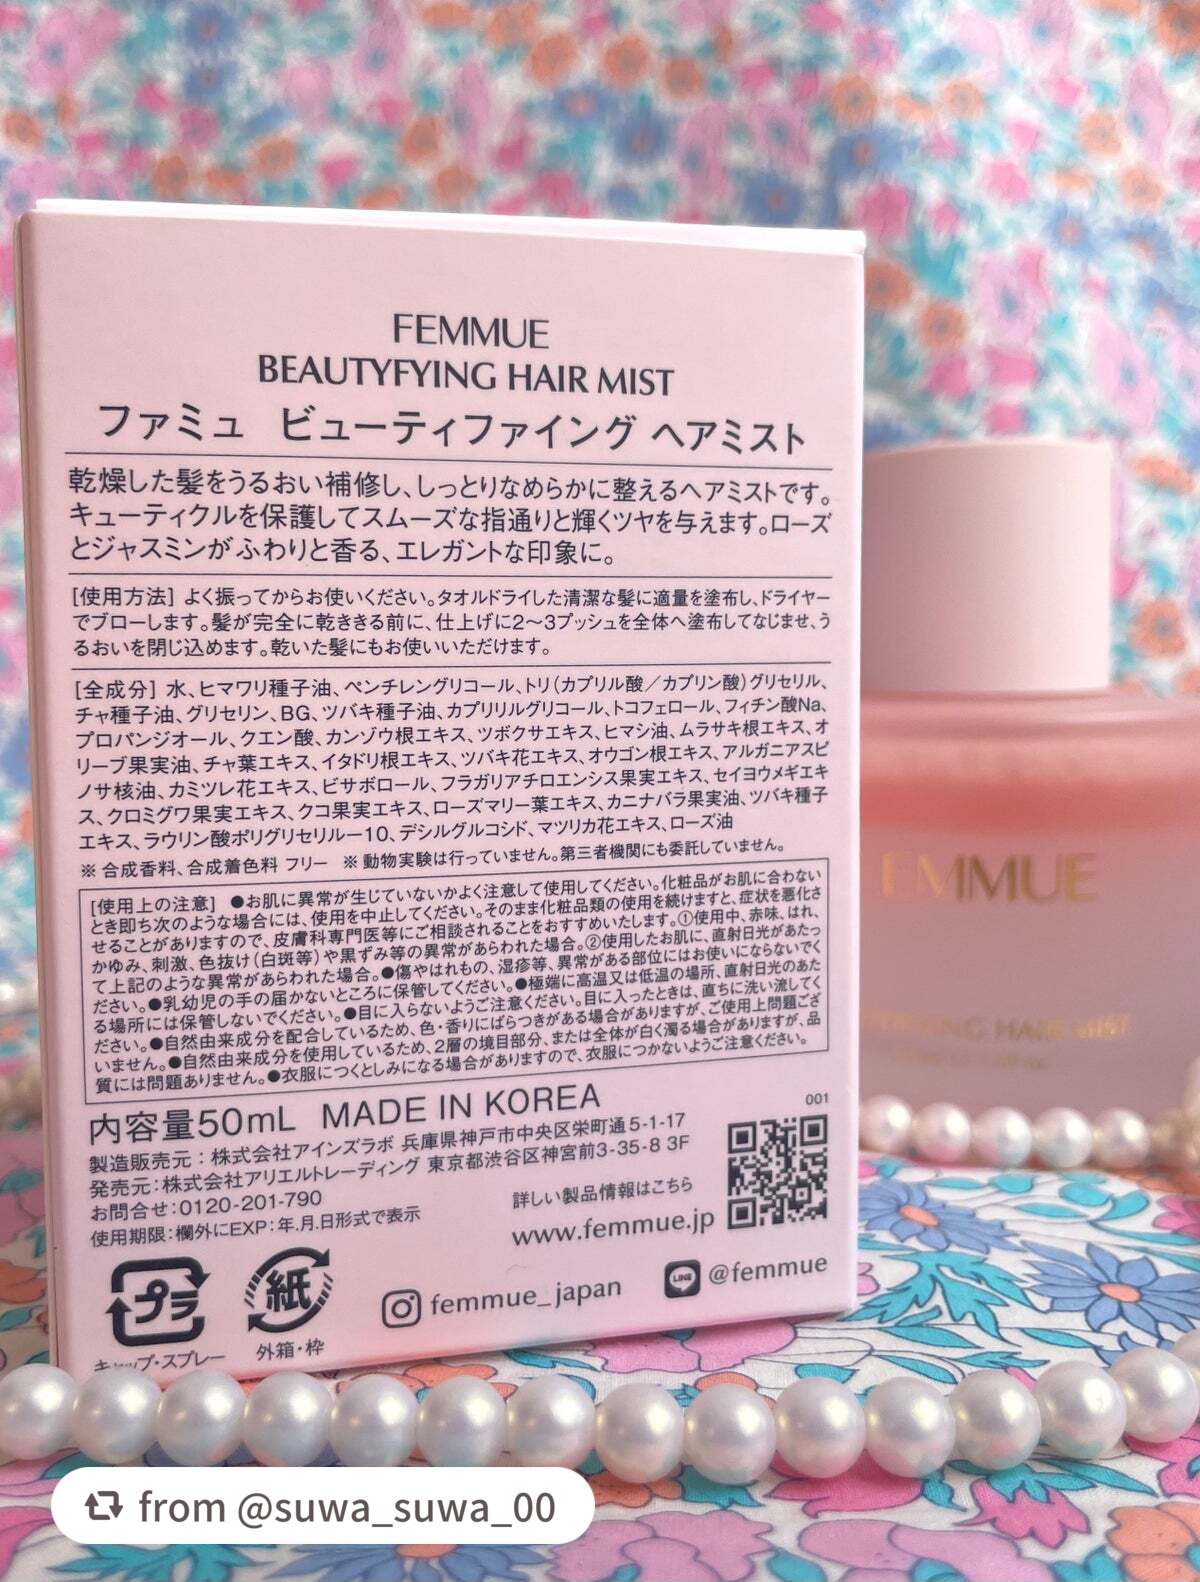 FEMMUE
BEAUTYFYING HAIR MIST
ファミュ ビューティファイング ヘアミスト
乾燥した髪をうるおい補修し、しっとりなめらかに整えるヘアミストです。
キューティクルを保護してスムーズな指通りと輝くツヤを与えます。ローズ
とジャスミンがふわりと香る、エレガントな印象に。
[使用方法] よく振ってからお使いください。タオルドライした清潔な髪に適量を塗布し、ドライヤー
でブローします。髪が完全に乾ききる前に、仕上げに2〜3プッシュを全体へ塗布してなじませ、う
るおいを閉じ込めます。乾いた髪にもお使いいただけます。
[全成分] 水、ヒマワリ種子油、ペンチレングリコール、トリ(カプリル酸／カプリン酸)グリセリル、
チャ種子油、グリセリン、BG、ツバキ種子油、カプリリルグリコール、トコフェロール、フィチン酸Na、
プロパンジオール、クエン酸、カンゾウ根エキス、ツボクサエキス、ヒマシ油、ムラサキ根エキス、オ
リーブ果実油、チャ葉エキス、イタドリ根エキス、ツバキ花エキス、オウゴン根エキス、アルガニアスピ
ノサ核油、カミツレ花エキス、ビサボロール、フラガリアチロエンシス果実エキス、セイヨウメギエキ
ス、クロミグワ果実エキス、クコ果実エキス、ローズマリー葉エキス、カニナバラ果実油、ツバキ種子
エキス、ラウリン酸ポリグリセリル－10、デシルグルコシド、マツリカ花エキス、ローズ油
※合成香料、合成着色料 フリー ※動物実験は行っていません。第三者機関にも委託していません。
[使用上の注意] ●お肌に異常が生じていないかよく注意して使用してください。化粧品がお肌に合わない
とき即ち次のような場合には、使用を中止してください。そのまま化粧品類の使用を続けますと、症状を悪化さ
せることがありますので、皮膚科専門医等にご相談されることをおすすめいたします。①使用中、赤味、はれ、
かゆみ、刺激、色抜け(白斑等)や黒ずみ等の異常があらわれた場合。②使用したお肌に、直射日光があたっ
て上記のような異常があらわれた場合。●傷やはれもの、湿疹等、異常がある部位にはお使いにならないでく
ださい。●乳幼児の手の届かないところに保管してください。●極端に高温又は低温の場所、直射日光のあた
る場所には保管しないでください。●目に入らないようご注意ください。目に入ったときは、直ちに洗い流してく
ださい。●自然由来成分を配合しているため、色・香りにばらつきがある場合がありますが、ご使用上問題ござ
いません。●自然由来成分を使用しているため、2層の境目部分、または全体が白く濁る場合がありますが、品
質には問題ありません。●衣服につくとしみになる場合がありますので、衣服につかないようご注意ください。
内容量50mL MADE IN KOREA
001
製造販売元：株式会社アインズラボ 兵庫県神戸市中央区栄町通5-1-17
発売元：株式会社アリエルトレーディング 東京都渋谷区神宮前3-35-8 3F
お問合せ：0120-201-790
使用期限：欄外にEXP：年.月.日形式で表示
詳しい製品情報はこちら
www.femmue.jp
プラ
紙
キャップ・スプレー
外箱・枠
femmue_japan
LINE
@femmue
FEMMUE
HAIR MIST
from @suwa_suwa_00